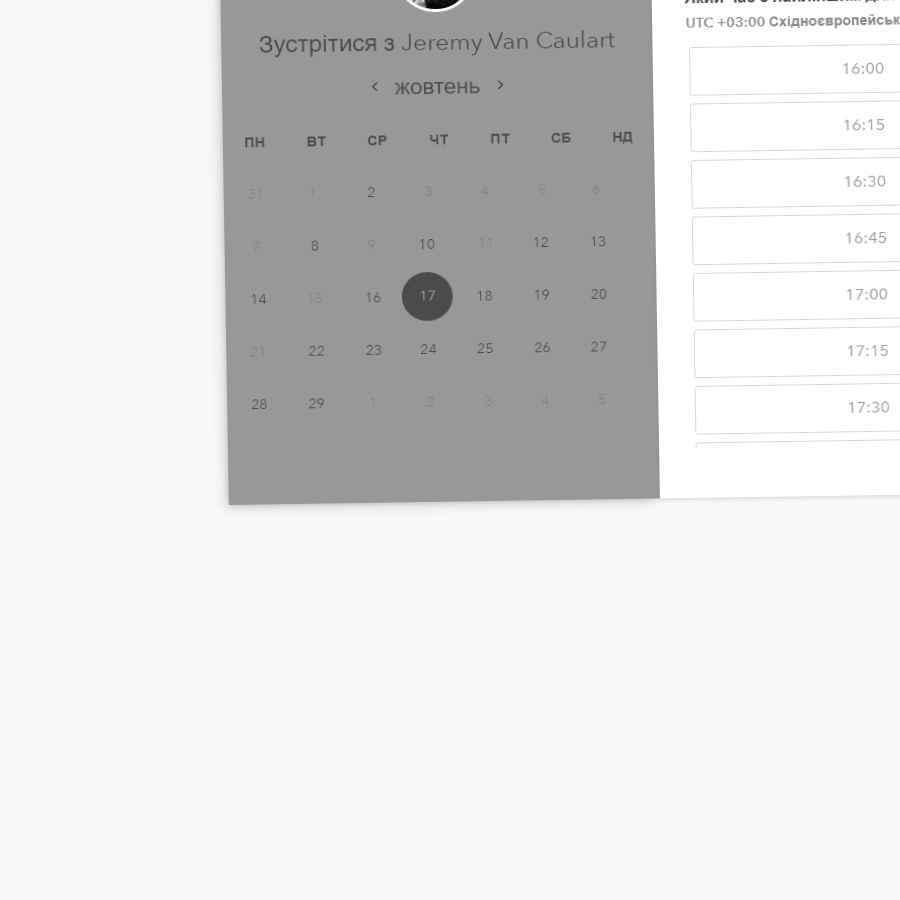 Зустрітися з Jeremy Van Caulart
жовтень
ПН ВТ СР ЧТ ПТ СБ НД
31 1 2 3 4 5 6
7 8 9 10 11 12 13
14 15 16 17 18 19 20
21 22 23 24 25 26 27
28 29 1 2 3 4 5
UTC +03:00
16:00
16:15
16:30
16:45
17:00
17:15
17:30